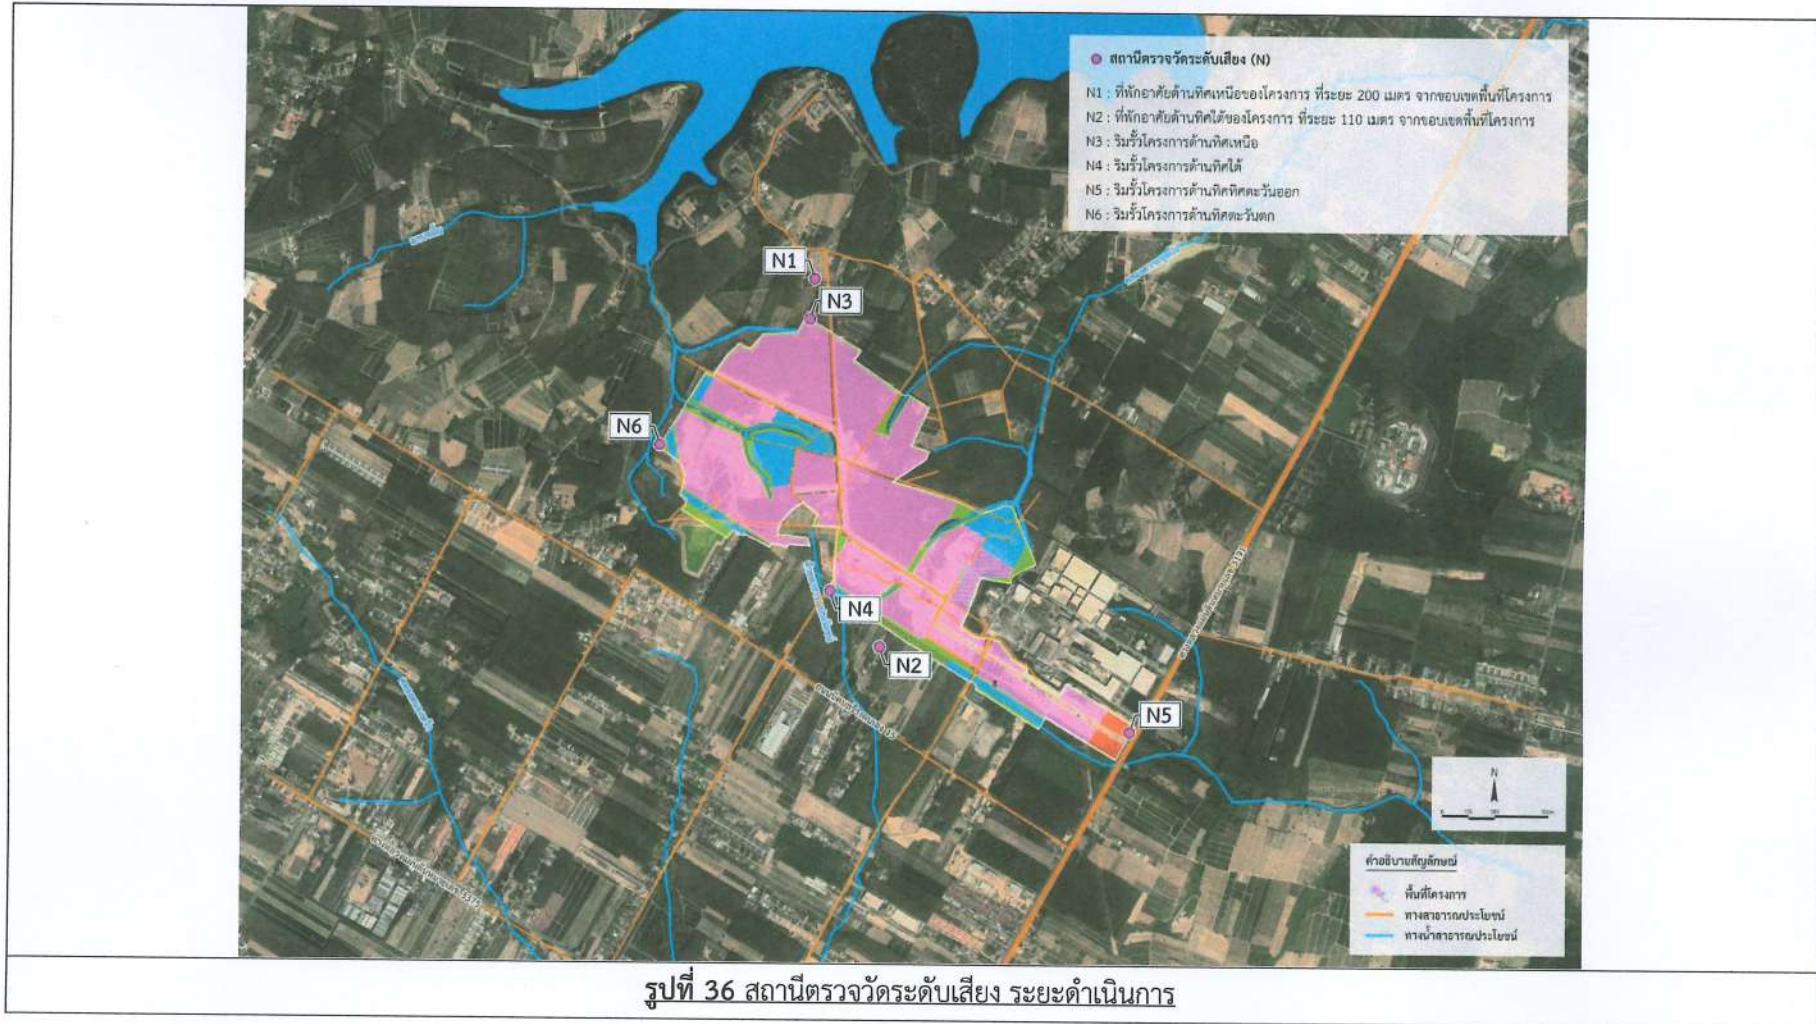 สถานีตรวจวัดระดับเสียง (N)
N1 : ที่พักอาศัยด้านทิศเหนือของโครงการ ที่ระยะ 200 เมตร จากขอบเขตพื้นที่โครงการ
N2 : ที่พักอาศัยด้านทิศใต้ของโครงการ ที่ระยะ 110 เมตร จากขอบเขตพื้นที่โครงการ
N3 : ริมรั้วโครงการด้านทิศเหนือ
N4 : ริมรั้วโครงการด้านทิศใต้
N5 : ริมรั้วโครงการด้านทิศทิศตะวันออก
N6 : ริมรั้วโครงการด้านทิศตะวันตก
N1
N3
N6
N4
N2
N5
N
คำอธิบายสัญลักษณ์
พื้นที่โครงการ
ทางสาธารณประโยชน์
ทางน้ำสาธารณประโยชน์
รูปที่ 36 สถานีตรวจวัดระดับเสียง ระยะดำเนินการ